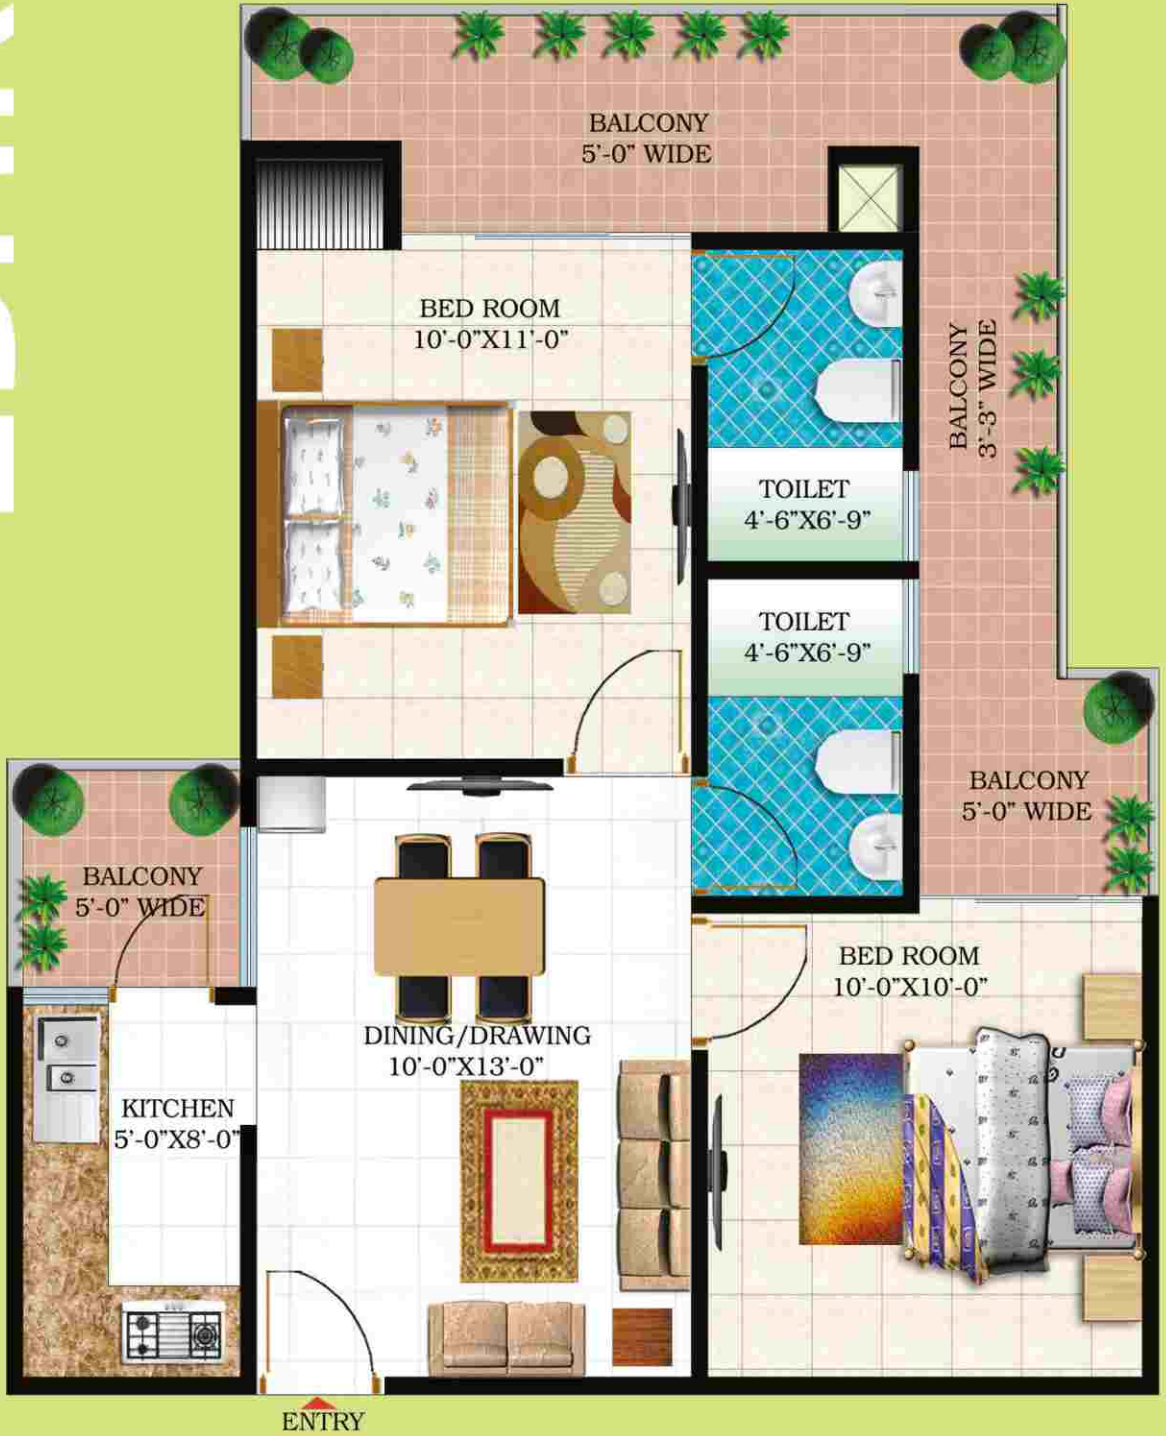 BALCONY
5'-0" WIDE
BED ROOM
10'-0"X11'-0"
BALCONY
3'-3" WIDE
TOILET
4'-6"X6'-9"
TOILET
4'-6"X6'-9"
BALCONY
5'-0" WIDE
BALCONY
5'-0" WIDE
BED ROOM
10'-0"X10'-0"
DINING/DRAWING
10'-0"X13'-0"
KITCHEN
5'-0"X8'-0"
ENTRY